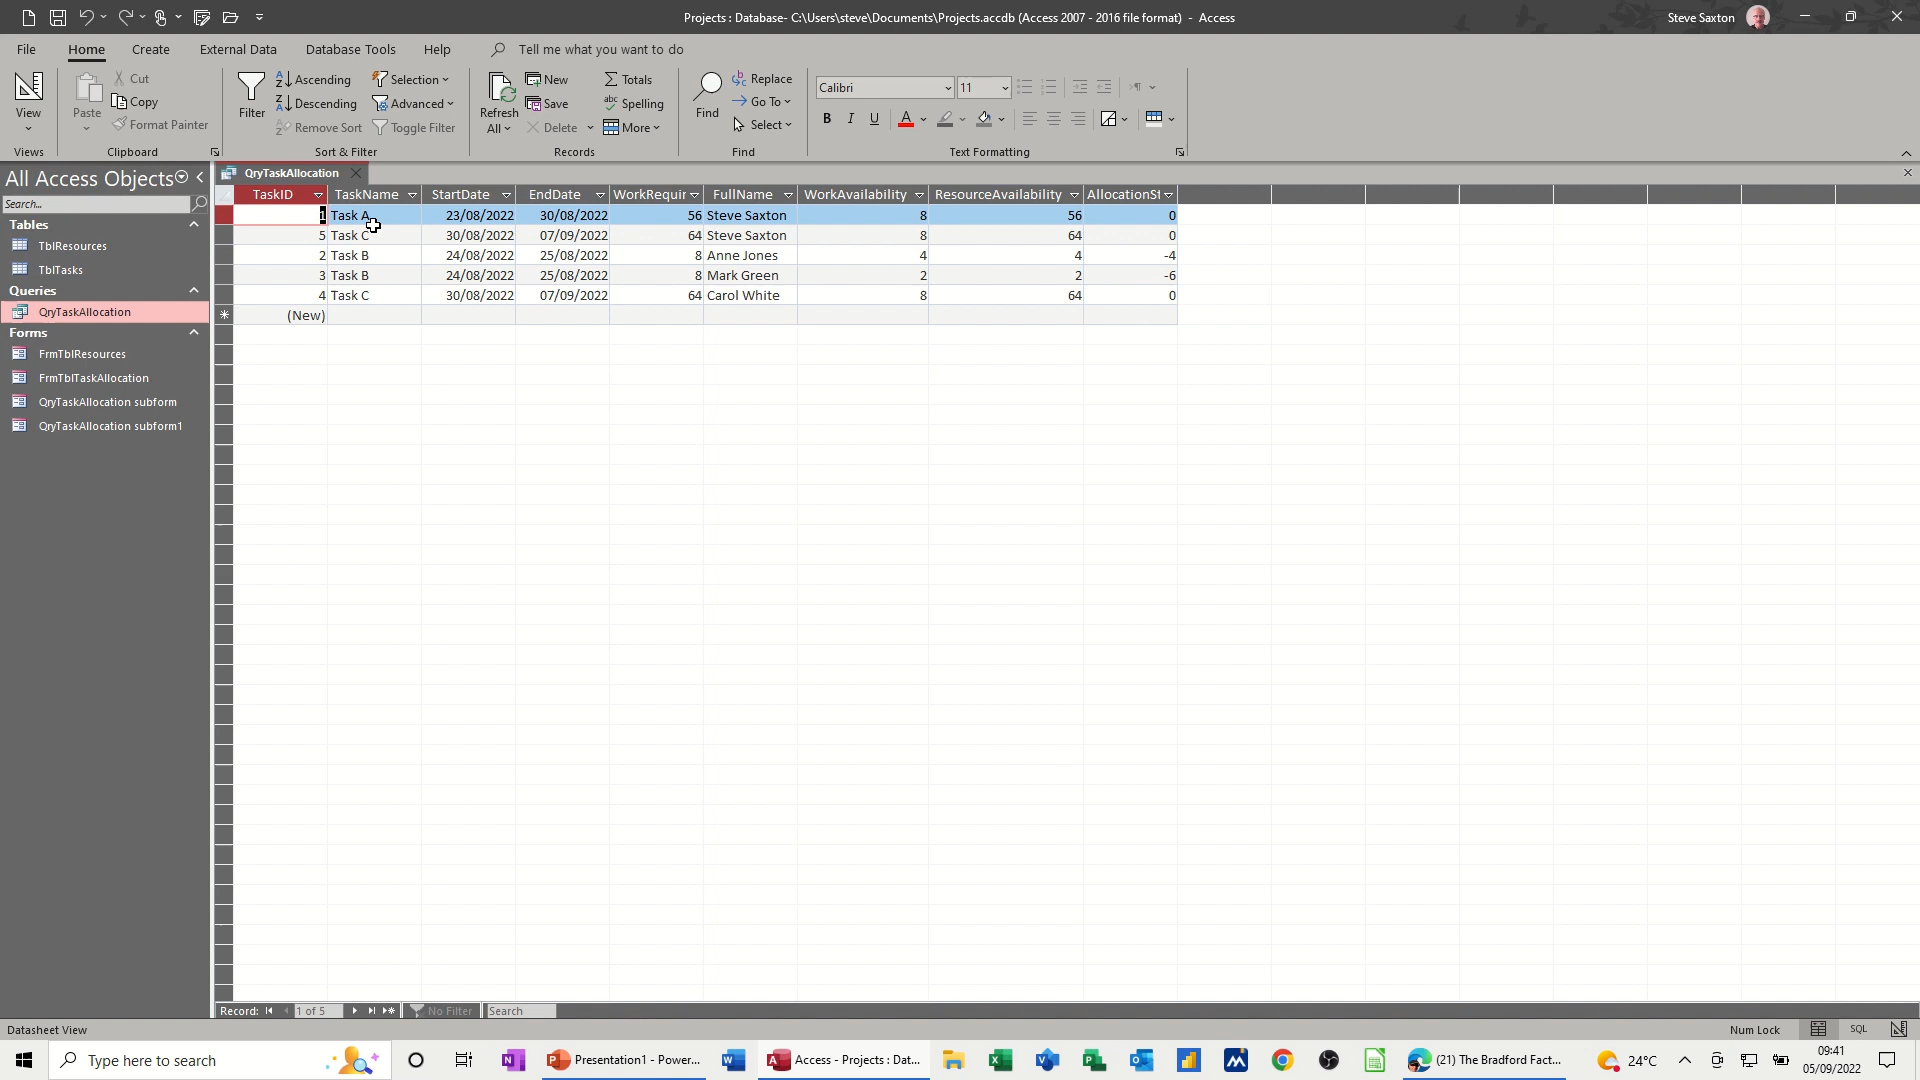 Projects : Database- C:\Users\steve\Documents\Projects.accdb (Access 2007 - 2016 file format) - Access
Steve Saxton
File Home Create External Data Database Tools Help Tell me what you want to do
View
Views
Paste
Cut
Copy
Format Painter
Clipboard
Filter
Ascending
Descending
Remove Sort
Selection
Advanced
Toggle Filter
Sort & Filter
Refresh
All
New
Save
Delete
Totals
Spelling
More
Records
Find
Replace
Go To
Select
Find
Calibri 11
B I U
Text Formatting
All Access Objects
Search...
Tables
TblResources
TblTasks
Queries
QryTaskAllocation
Forms
FrmTblResources
FrmTblTaskAllocation
QryTaskAllocation subform
QryTaskAllocation subform1
QryTaskAllocation
TaskID TaskName StartDate EndDate WorkRequir FullName WorkAvailability ResourceAvailability AllocationSt
1 Task A 23/08/2022 30/08/2022 56 Steve Saxton 8 56 0
5 Task C 30/08/2022 07/09/2022 64 Steve Saxton 8 64 0
2 Task B 24/08/2022 25/08/2022 8 Anne Jones 4 4 -4
3 Task B 24/08/2022 25/08/2022 8 Mark Green 2 2 -6
4 Task C 30/08/2022 07/09/2022 64 Carol White 8 64 0
(New)
Record: 1 of 5 No Filter Search
Datasheet View
Num Lock SQL
Type here to search
Presentation1 - Power...
Access - Projects : Dat...
(21) The Bradford Fact...
24°C
09:41
05/09/2022